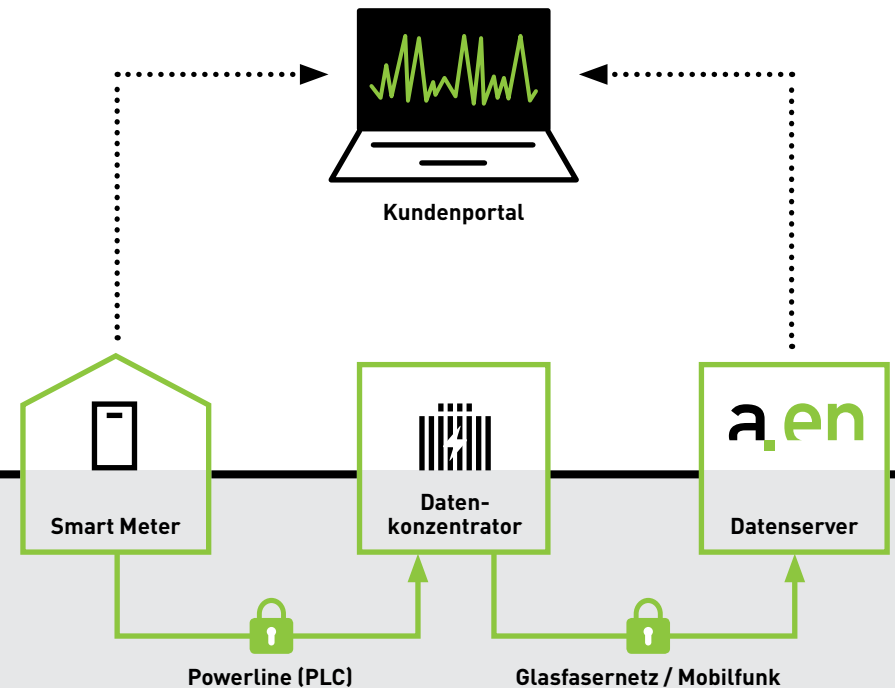 Kundenportal
a.en
Smart Meter
Daten-
konzentrator
Datenserver
Powerline (PLC)
Glasfasernetz / Mobilfunk